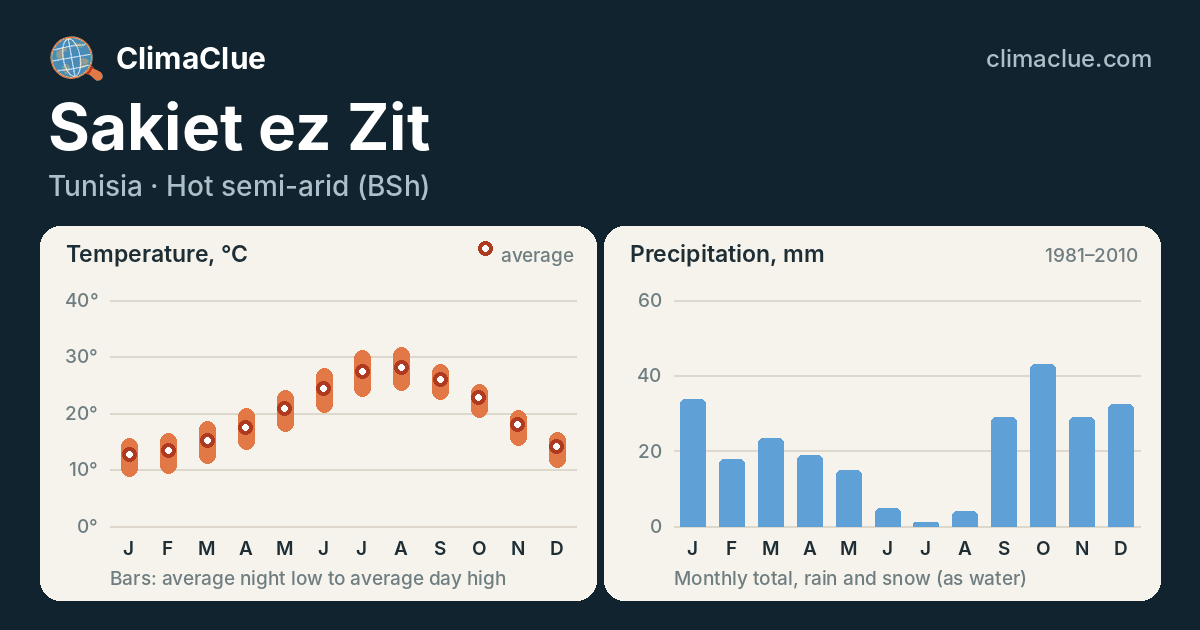 ClimaClue
climaclue.com
Sakiet ez Zit
Tunisia · Hot semi-arid (BSh)
Temperature, °C
average
40°
30°
20°
10°
0°
J F M A M J J A S O N D
Bars: average night low to average day high
Precipitation, mm
1981–2010
60
40
20
0
J F M A M J J A S O N D
Monthly total, rain and snow (as water)